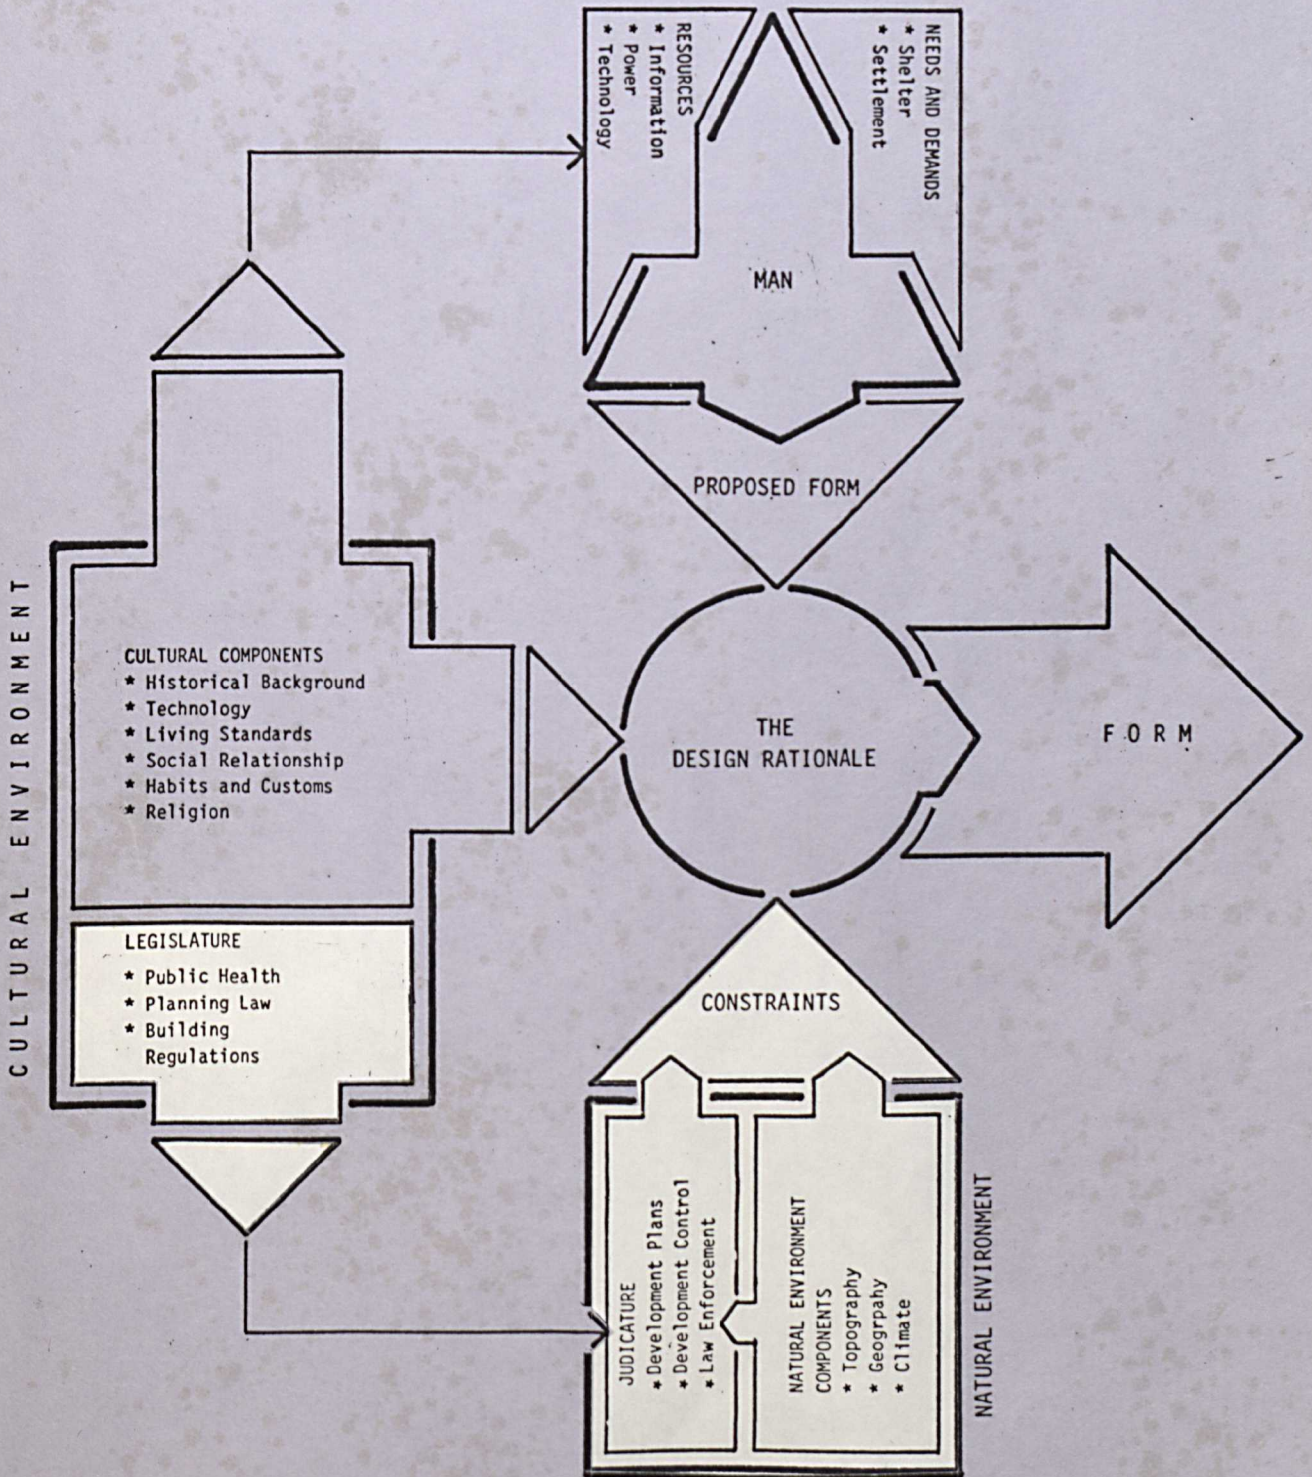 RESOURCES
* Information
* Power
* Technology
NEEDS AND DEMANDS
* Shelter
* Settlement
MAN
PROPOSED FORM
CULTURAL ENVIRONMENT
CULTURAL COMPONENTS
* Historical Background
* Technology
* Living Standards
* Social Relationship
* Habits and Customs
* Religion
THE
DESIGN RATIONALE
FORM
LEGISLATURE
* Public Health
* Planning Law
* Building
Regulations
CONSTRAINTS
JUDICATURE
* Development Plans
* Development Control
* Law Enforcement
NATURAL ENVIRONMENT
COMPONENTS
* Topography
* Geogrpahy
* Climate
NATURAL ENVIRONMENT